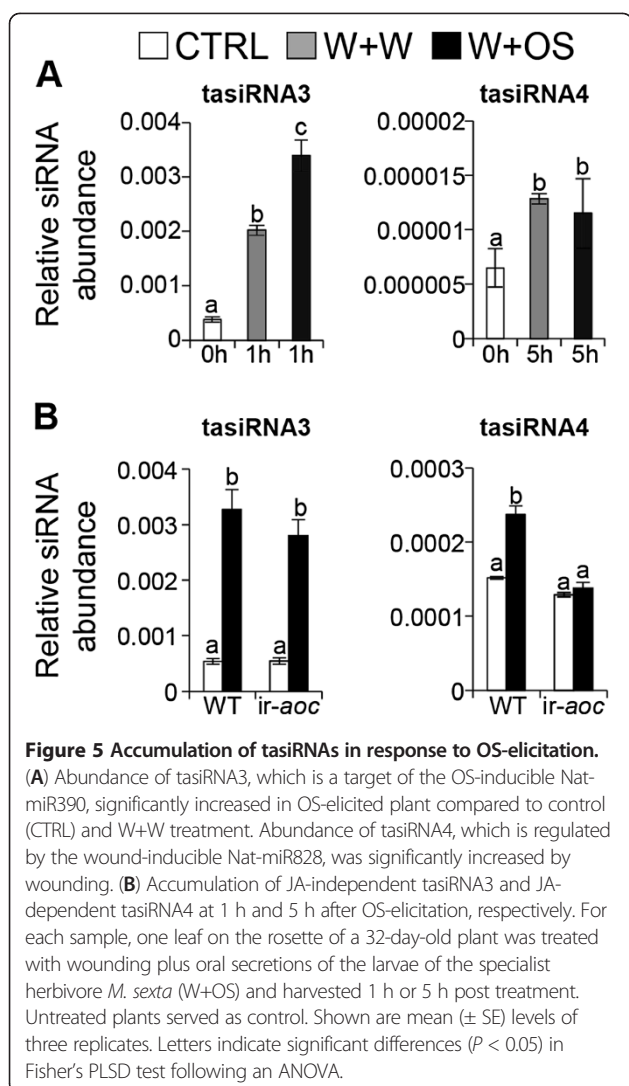 CTRL W+W W+OS
A
tasiRNA3
tasiRNA4
Relative siRNA abundance
0.004
0.003
0.002
0.001
0
a
b
c
0h 1h 1h
0.00002
0.000015
0.00001
0.000005
0
a
b
b
0h 5h 5h
B
tasiRNA3
tasiRNA4
Relative siRNA abundance
0.004
0.003
0.002
0.001
0
a
b
a
b
WT ir-aoc
0.0003
0.0002
0.0001
0
a
b
a
a
WT ir-aoc
Figure 5 Accumulation of tasiRNAs in response to OS-elicitation.
(A) Abundance of tasiRNA3, which is a target of the OS-inducible Nat-
miR390, significantly increased in OS-elicited plant compared to control
(CTRL) and W+W treatment. Abundance of tasiRNA4, which is regulated
by the wound-inducible Nat-miR828, was significantly increased by
wounding. (B) Accumulation of JA-independent tasiRNA3 and JA-
dependent tasiRNA4 at 1 h and 5 h after OS-elicitation, respectively. For
each sample, one leaf on the rosette of a 32-day-old plant was treated
with wounding plus oral secretions of the larvae of the specialist
herbivore M. sexta (W+OS) and harvested 1 h or 5 h post treatment.
Untreated plants served as control. Shown are mean (± SE) levels of
three replicates. Letters indicate significant differences (P < 0.05) in
Fisher's PLSD test following an ANOVA.